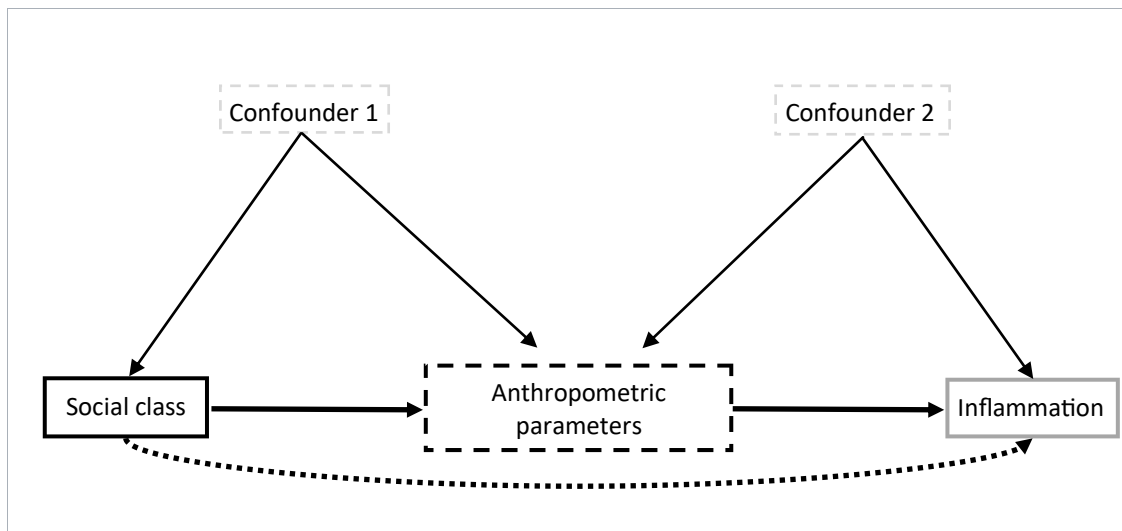 Confounder 1
Confounder 2
Social class
Anthropometric
parameters
Inflammation